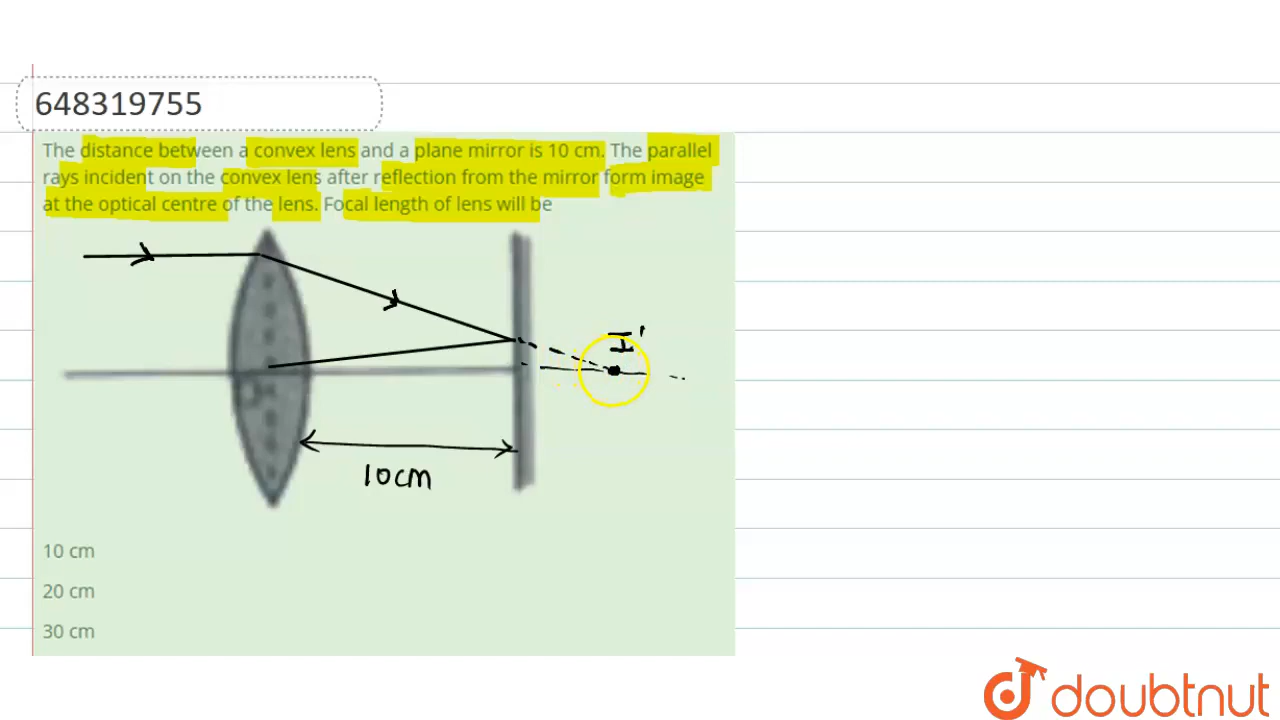 648319755
The distance between a convex lens and a plane mirror is 10 cm. The parallel
rays incident on the convex lens after reflection from the mirror form image
at the optical centre of the lens. Focal length of lens will be
I'
10cm
10 cm
20 cm
30 cm
doubtnut